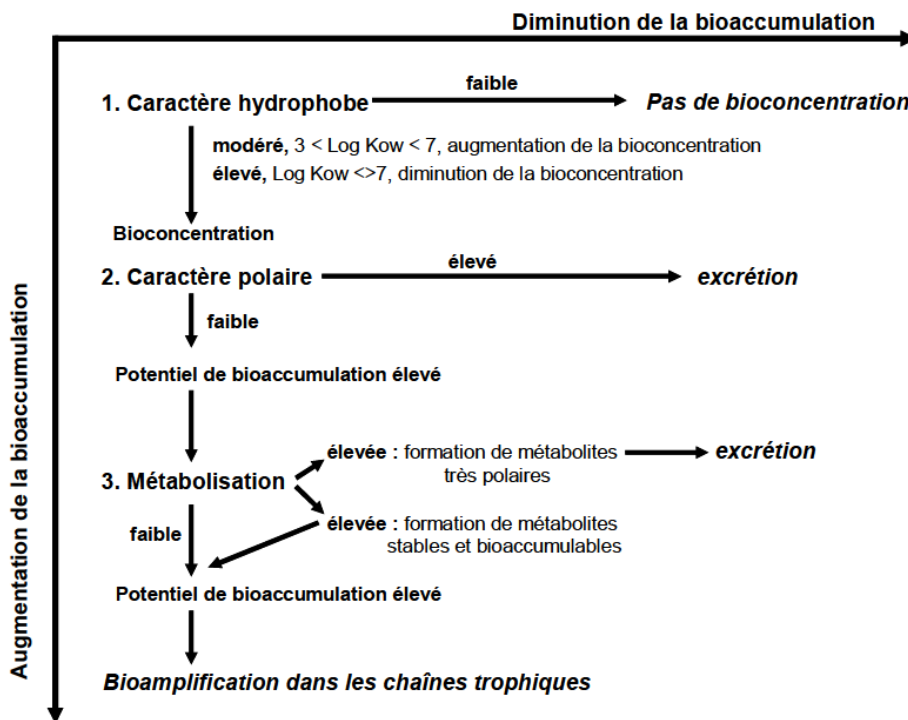 Diminution de la bioaccumulation
Augmentation de la bioaccumulation
1. Caractère hydrophobe
faible
Pas de bioconcentration
modéré, 3 < Log Kow < 7, augmentation de la bioconcentration
élevé, Log Kow <>7, diminution de la bioconcentration
Bioconcentration
2. Caractère polaire
élevé
excrétion
faible
Potentiel de bioaccumulation élevé
3. Métabolisation
élevée : formation de métabolites
très polaires
excrétion
faible
élevée : formation de métabolites
stables et bioaccumulables
Potentiel de bioaccumulation élevé
Bioamplification dans les chaînes trophiques